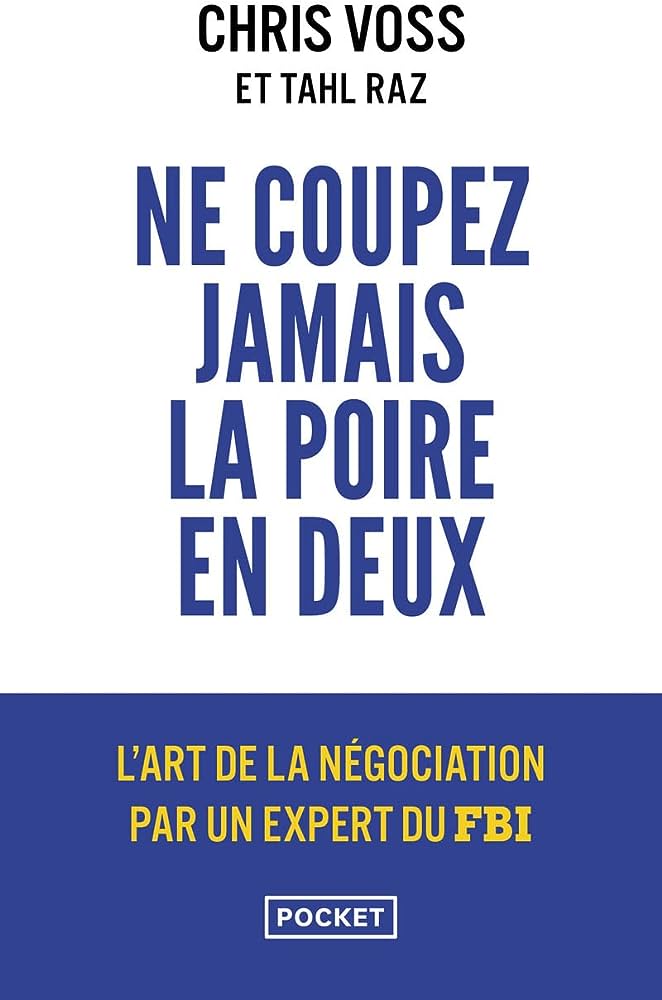 CHRIS VOSS
ET TAHL RAZ
NE COUPEZ
JAMAIS
LA POIRE
EN DEUX
L’ART DE LA NÉGOCIATION
PAR UN EXPERT DU FBI
POCKET